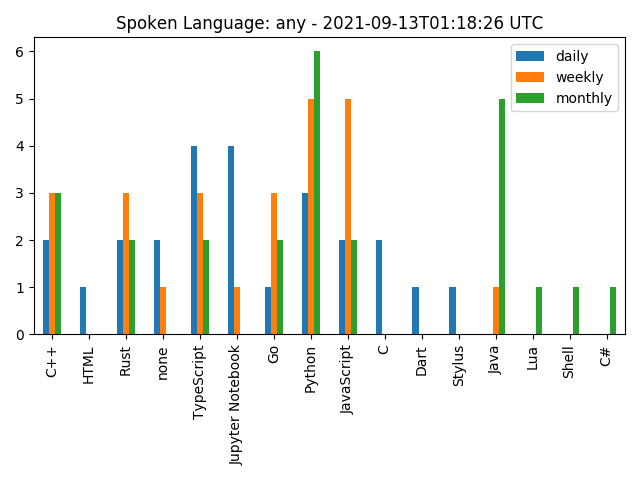 Spoken Language: any - 2021-09-13T01:18:26 UTC
daily
weekly
monthly
6
5
4
3
2
1
0
C++
HTML
Rust
none
TypeScript
Jupyter Notebook
Go
Python
JavaScript
C
Dart
Stylus
Java
Lua
Shell
C#